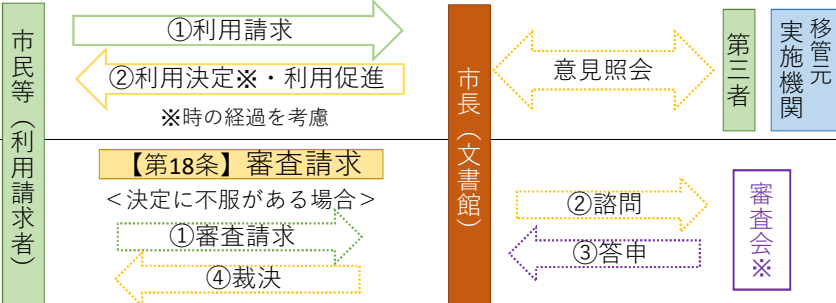 市民等（利用請求者）
①利用請求
②利用決定※・利用促進
※時の経過を考慮
市長（文書館）
意見照会
第三者
移管元
実施機関
【第18条】審査請求
＜決定に不服がある場合＞
①審査請求
④裁決
②諮問
③答申
審査会※